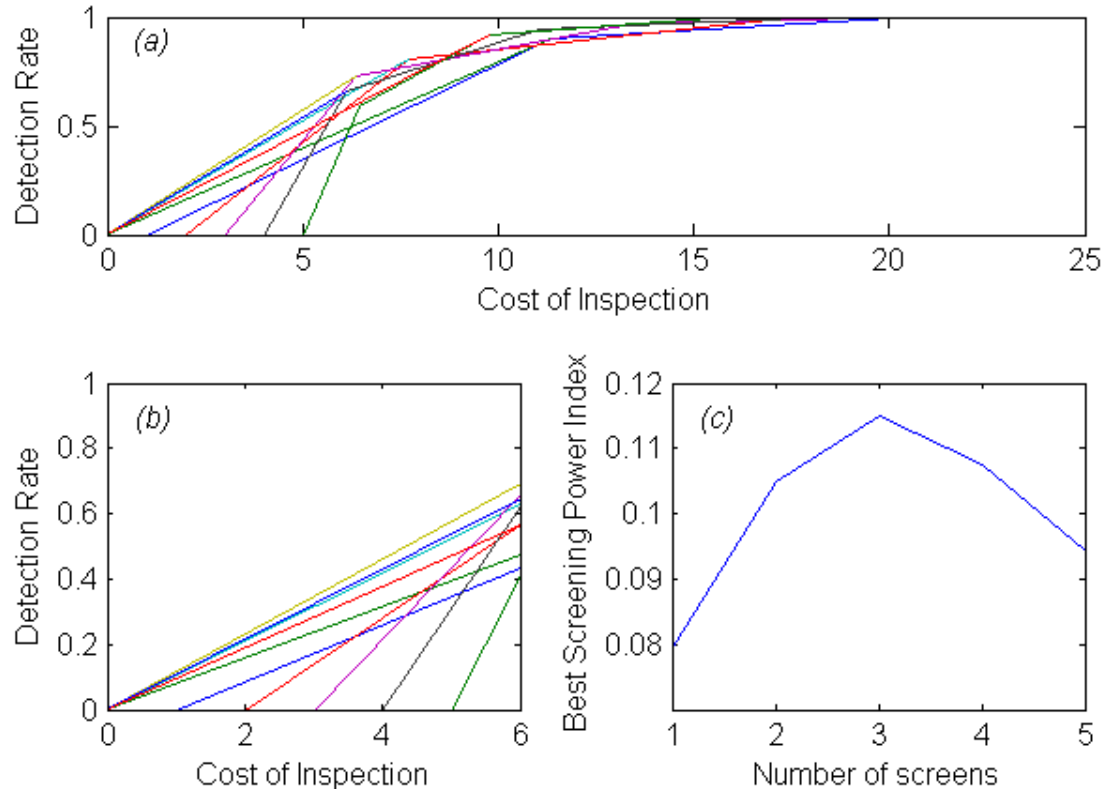 (a)
Detection Rate
1
0.5
0
0 5 10 15 20 25
Cost of Inspection
(b)
Detection Rate
1
0.8
0.6
0.4
0.2
0
0 2 4 6
Cost of Inspection
(c)
Best Screening Power Index
0.12
0.11
0.1
0.09
0.08
1 2 3 4 5
Number of screens